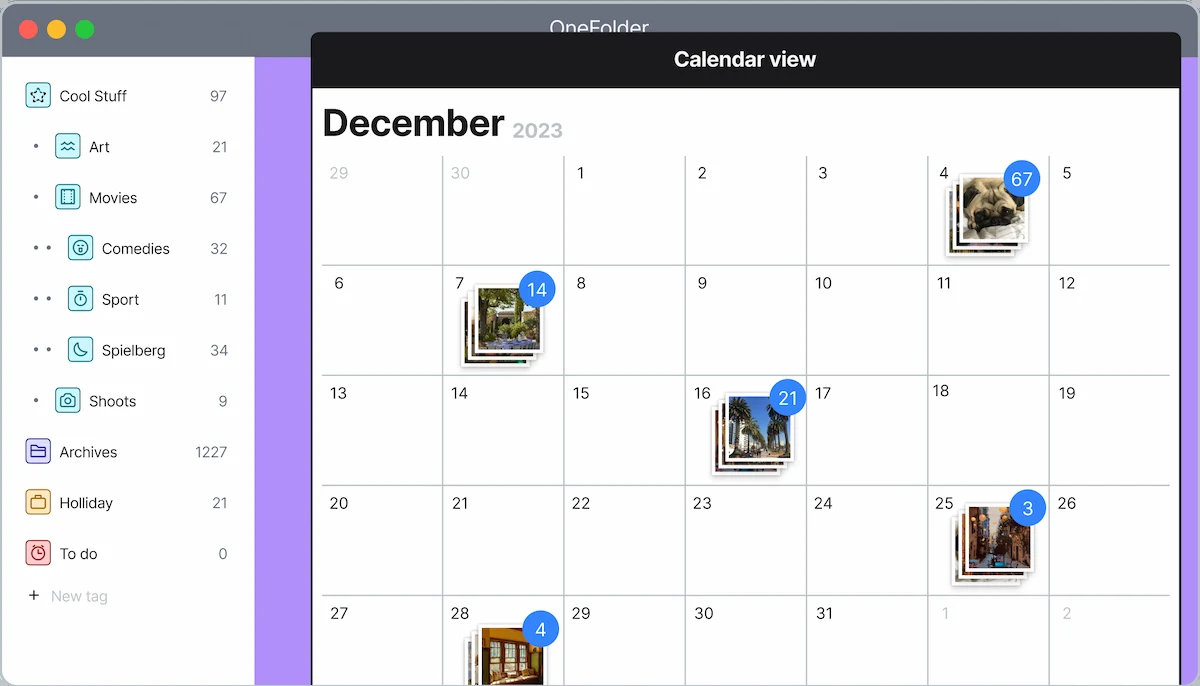 OneFolder
Calendar view
Cool Stuff 97
Art 21
Movies 67
Comedies 32
Sport 11
Spielberg 34
Shoots 9
Archives 1227
Holliday 21
To do 0
+ New tag
December 2023
29 30 1 2 3 4 67 5
6 7 14 8 9 10 11 12
13 14 15 16 21 17 18 19
20 21 22 23 24 25 3 26
27 28 4 29 30 31 1 2